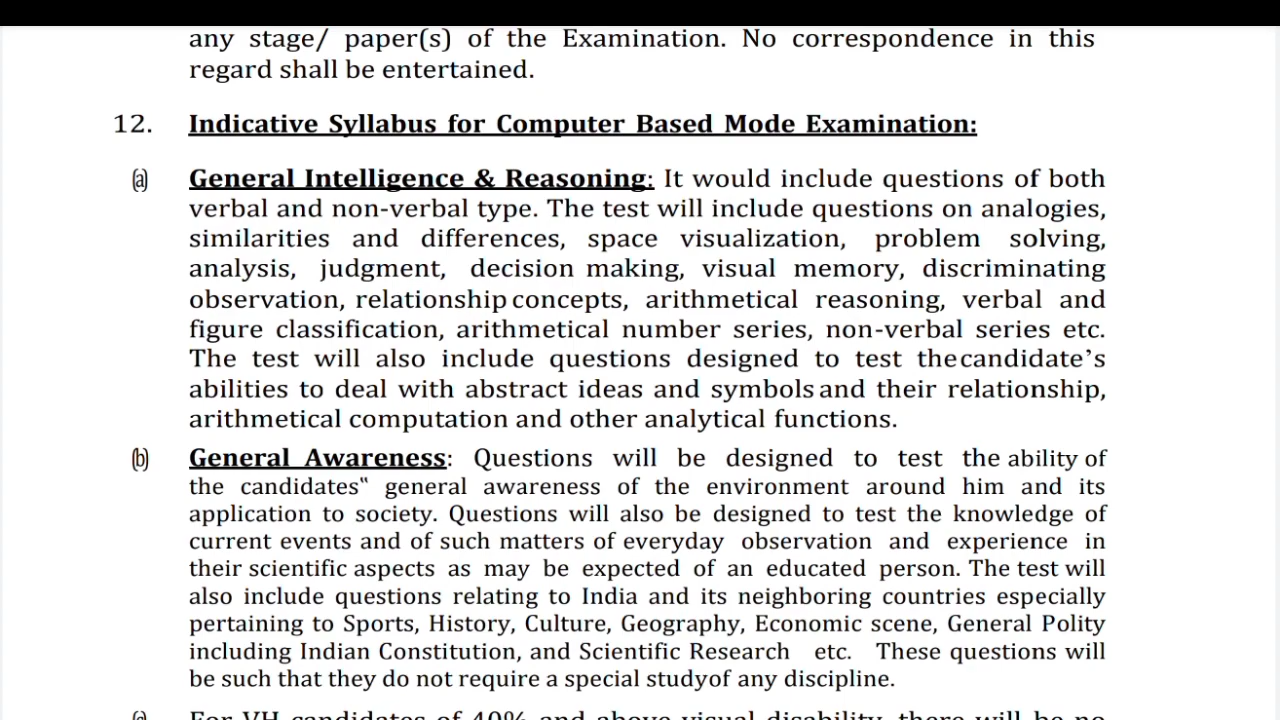 any stage/ paper(s) of the Examination. No correspondence in this
regard shall be entertained.
12. Indicative Syllabus for Computer Based Mode Examination:
(a) General Intelligence & Reasoning: It would include questions of both
verbal and non-verbal type. The test will include questions on analogies,
similarities and differences, space visualization, problem solving,
analysis, judgment, decision making, visual memory, discriminating
observation, relationship concepts, arithmetical reasoning, verbal and
figure classification, arithmetical number series, non-verbal series etc.
The test will also include questions designed to test thecandidate’s
abilities to deal with abstract ideas and symbols and their relationship,
arithmetical computation and other analytical functions.
(b) General Awareness: Questions will be designed to test the ability of
the candidates‟ general awareness of the environment around him and its
application to society. Questions will also be designed to test the knowledge of
current events and of such matters of everyday observation and experience in
their scientific aspects as may be expected of an educated person. The test will
also include questions relating to India and its neighboring countries especially
pertaining to Sports, History, Culture, Geography, Economic scene, General Polity
including Indian Constitution, and Scientific Research etc. These questions will
be such that they do not require a special studyof any discipline.
For VH candidates of 40% and above visual disability, there will be no